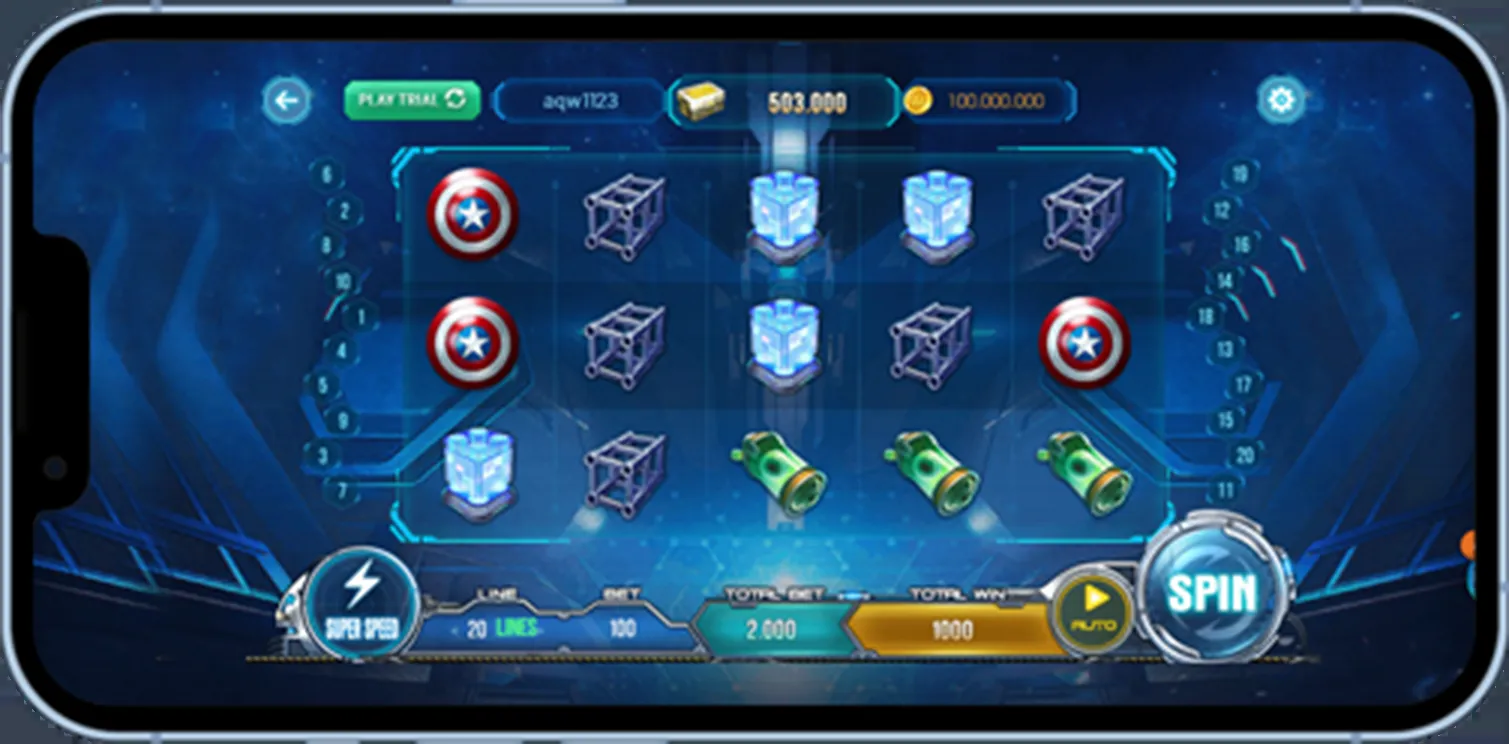 PLAY TRIAL
aqw1123
503.000
100.000.000
6
2
8
10
1
4
5
9
3
7
19
12
16
14
18
13
17
15
20
11
SUPER SPEED
LINE
20 LINES
BET
100
TOTAL BET
2.000
TOTAL WIN
1000
AUTO
SPIN